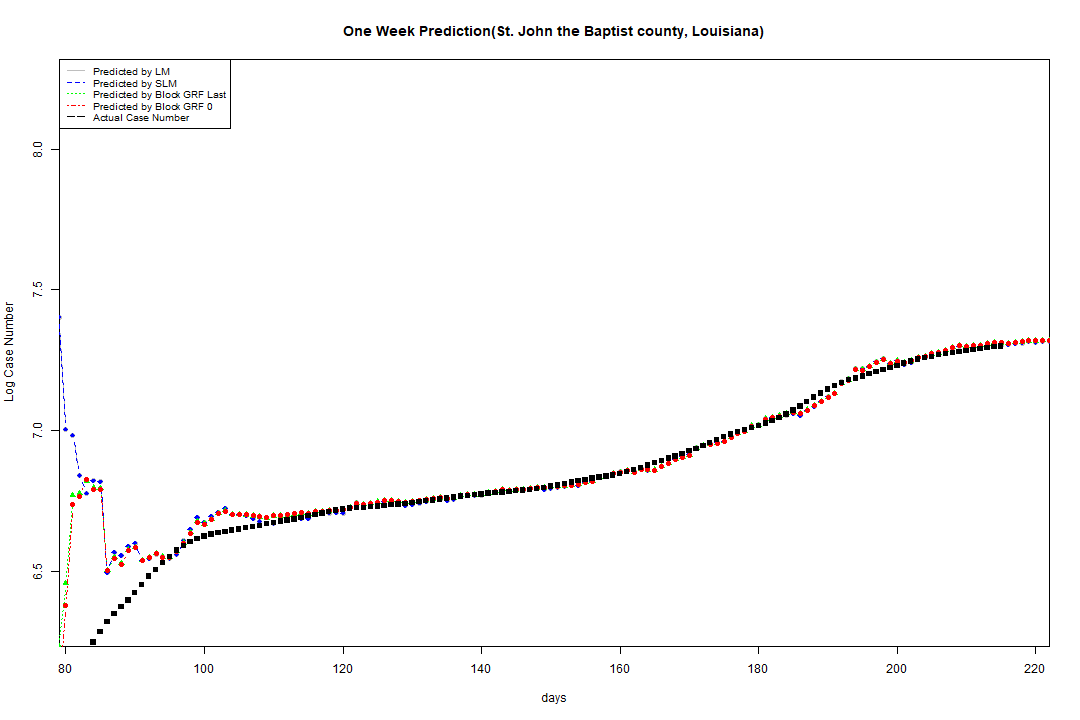 One Week Prediction(St. John the Baptist county, Louisiana)
Predicted by LM
Predicted by SLM
Predicted by Block GRF Last
Predicted by Block GRF 0
Actual Case Number
8.0
7.5
7.0
6.5
Log Case Number
80 100 120 140 160 180 200 220
days